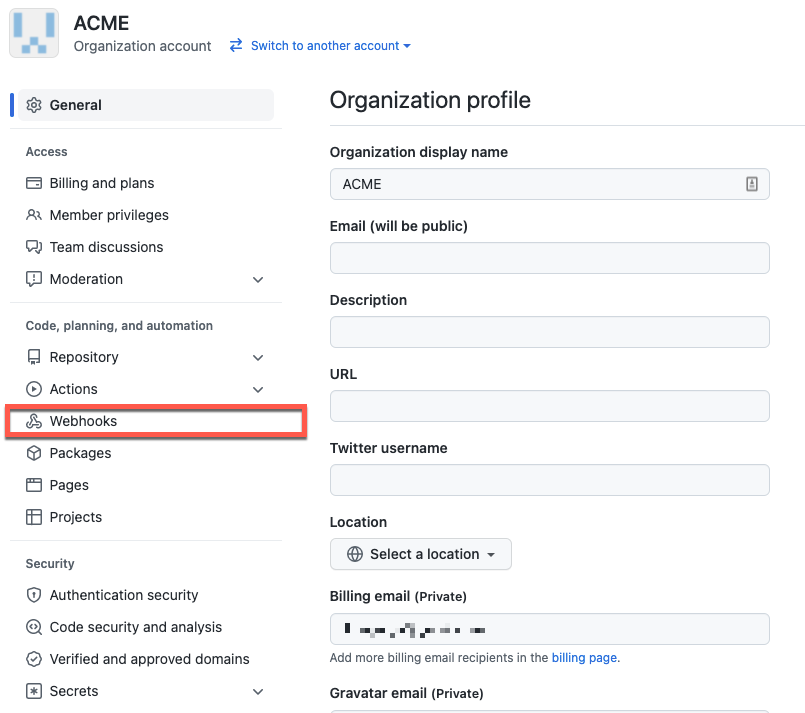 ACME
Organization account Switch to another account
General
Access
Billing and plans
Member privileges
Team discussions
Moderation
Code, planning, and automation
Repository
Actions
Webhooks
Packages
Pages
Projects
Security
Authentication security
Code security and analysis
Verified and approved domains
Secrets
Organization profile
Organization display name
ACME
Email (will be public)
Description
URL
Twitter username
Location
Select a location
Billing email (Private)
Add more billing email recipients in the billing page.
Gravatar email (Private)